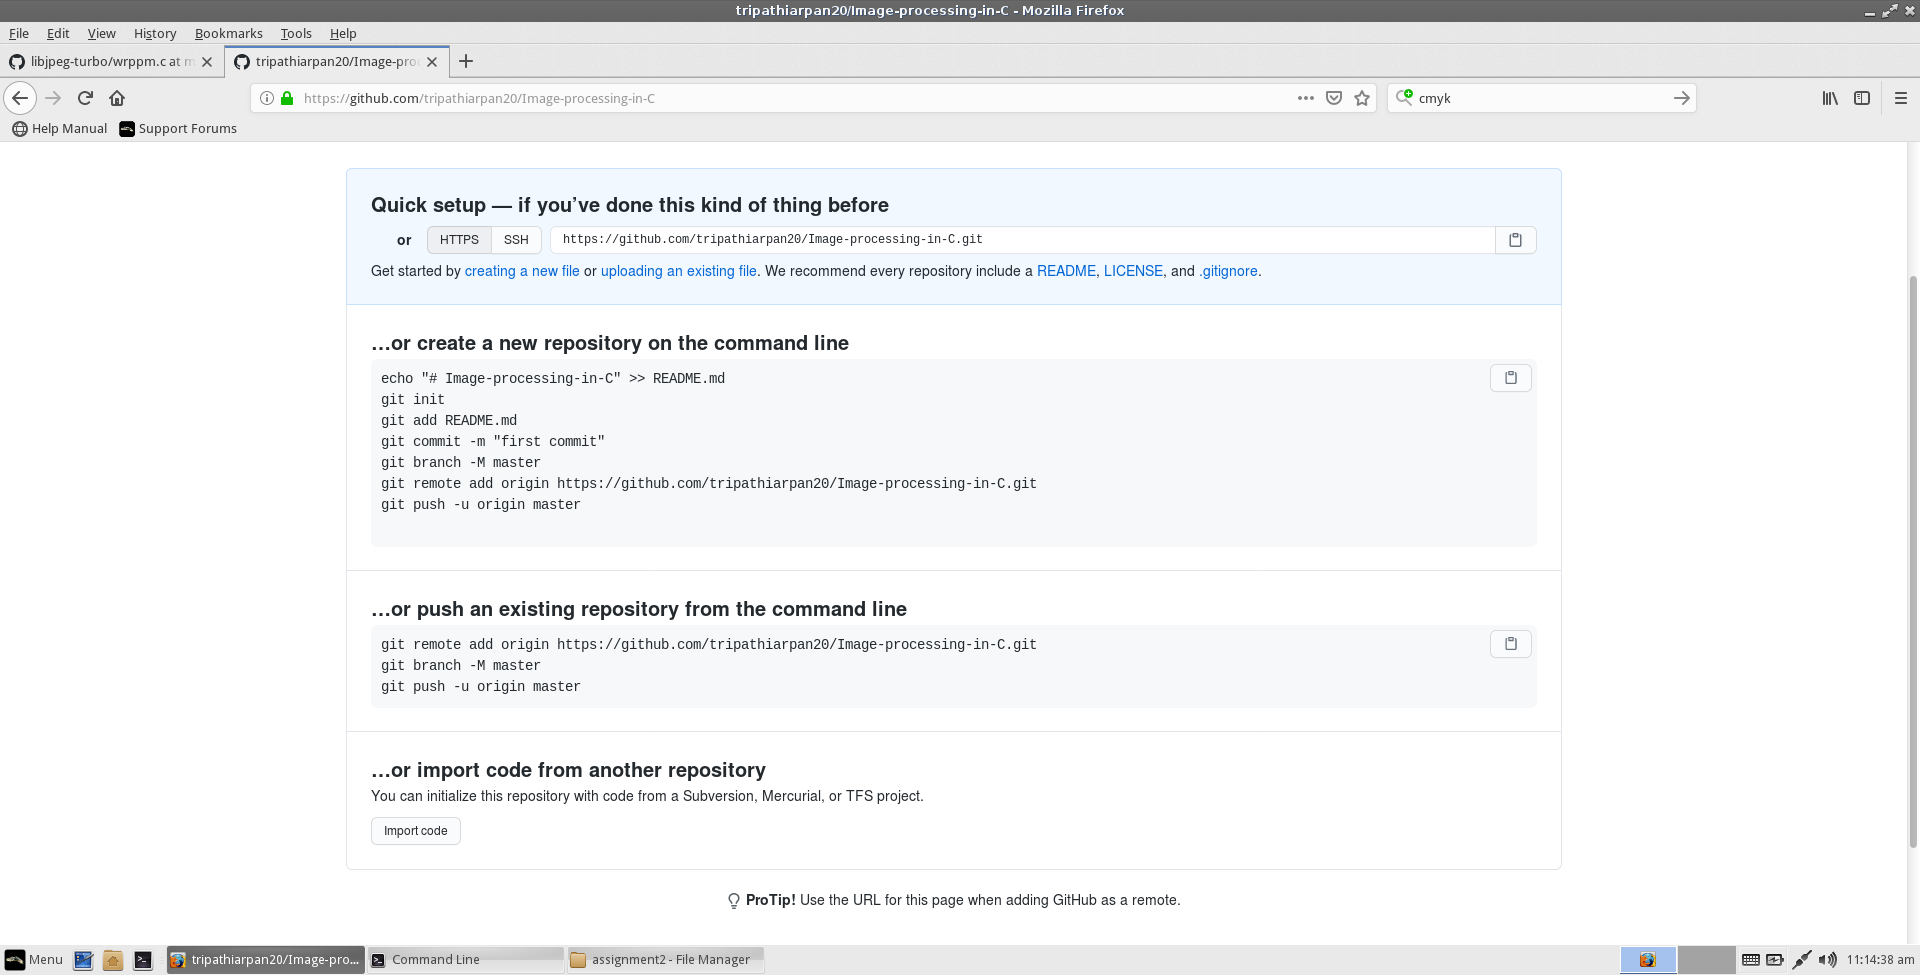 tripathiarpan20/Image-processing-in-C - Mozilla Firefox
File Edit View History Bookmarks Tools Help
libjpeg-turbo/wrppm.c at m
tripathiarpan20/Image-pro
https://github.com/tripathiarpan20/Image-processing-in-C
cmyk
Help Manual Support Forums
Quick setup — if you’ve done this kind of thing before
or HTTPS SSH https://github.com/tripathiarpan20/Image-processing-in-C.git
Get started by creating a new file or uploading an existing file. We recommend every repository include a README, LICENSE, and .gitignore.
…or create a new repository on the command line
echo "# Image-processing-in-C" >> README.md
git init
git add README.md
git commit -m "first commit"
git branch -M master
git remote add origin https://github.com/tripathiarpan20/Image-processing-in-C.git
git push -u origin master
…or push an existing repository from the command line
git remote add origin https://github.com/tripathiarpan20/Image-processing-in-C.git
git branch -M master
git push -u origin master
…or import code from another repository
You can initialize this repository with code from a Subversion, Mercurial, or TFS project.
Import code
ProTip! Use the URL for this page when adding GitHub as a remote.
Menu tripathiarpan20/Image-pro... Command Line assignment2 - File Manager 11:14:38 am